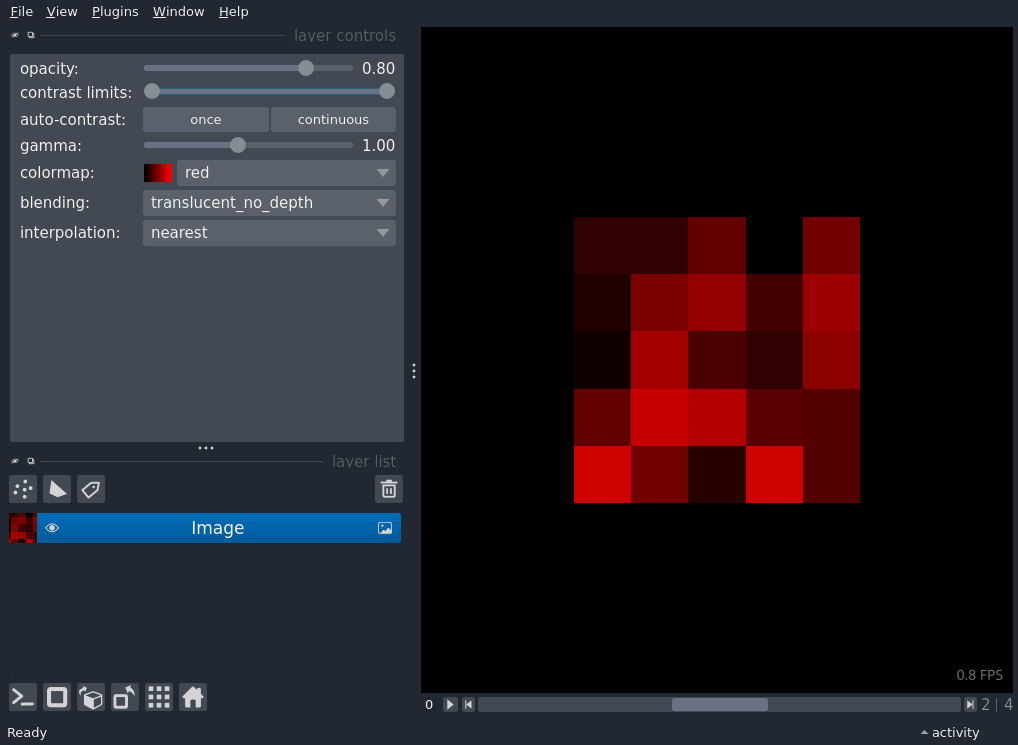 File View Plugins Window Help
layer controls
opacity: 0.80
contrast limits:
auto-contrast: once continuous
gamma: 1.00
colormap: red
blending: translucent_no_depth
interpolation: nearest
layer list
Image
0.8 FPS
0 2 | 4
Ready activity